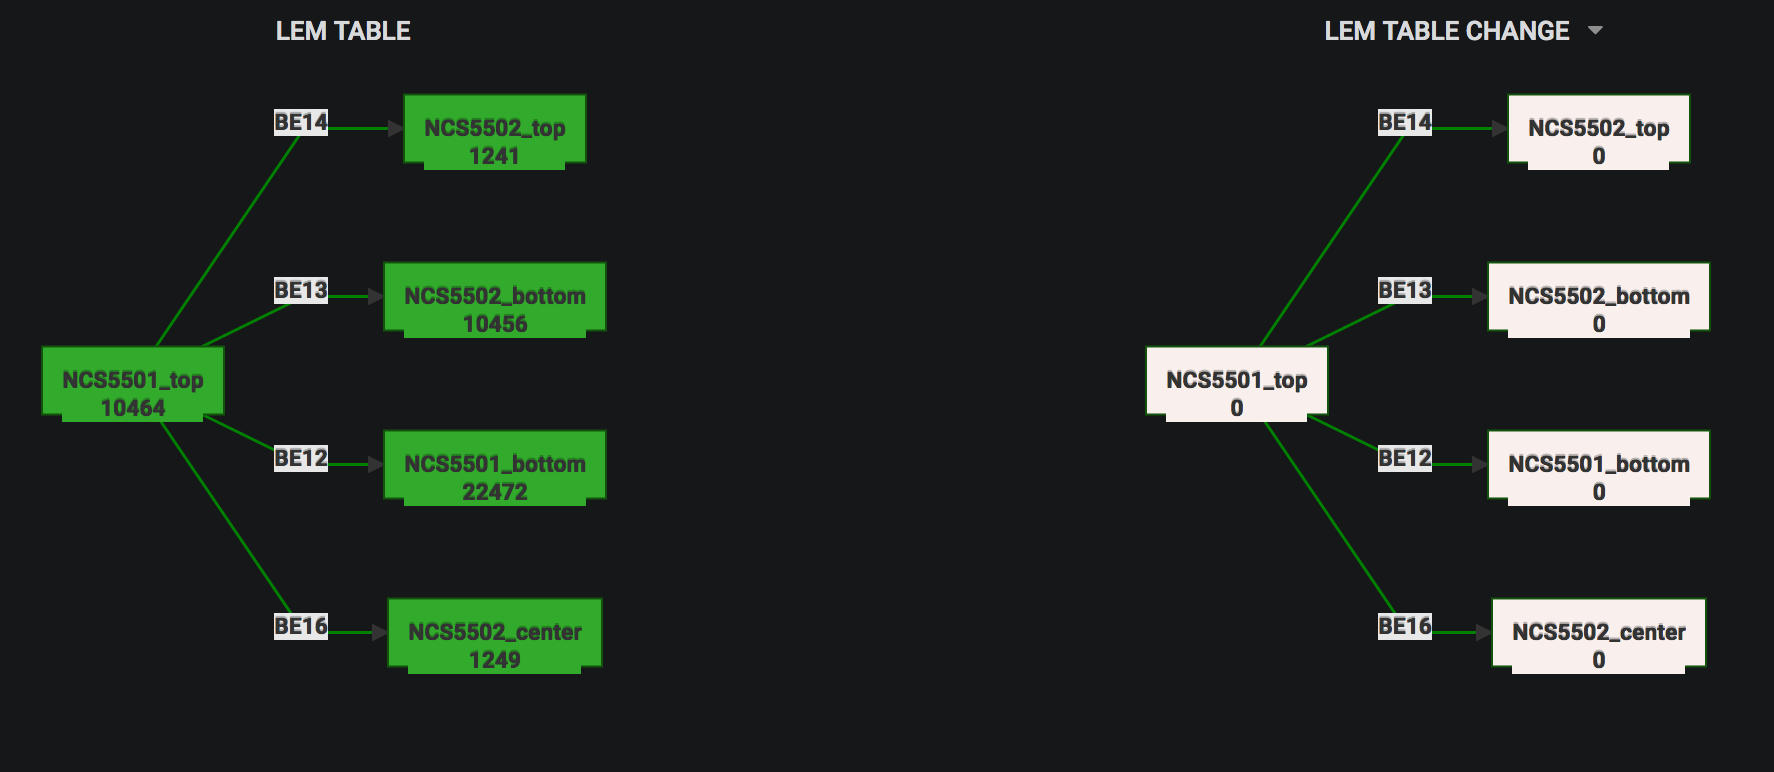 LEM TABLE
BE14
NCS5502_top
1241
BE13
NCS5502_bottom
10456
NCS5501_top
10464
BE12
NCS5501_bottom
22472
BE16
NCS5502_center
1249
LEM TABLE CHANGE
BE14
NCS5502_top
0
BE13
NCS5502_bottom
0
NCS5501_top
0
BE12
NCS5501_bottom
0
BE16
NCS5502_center
0